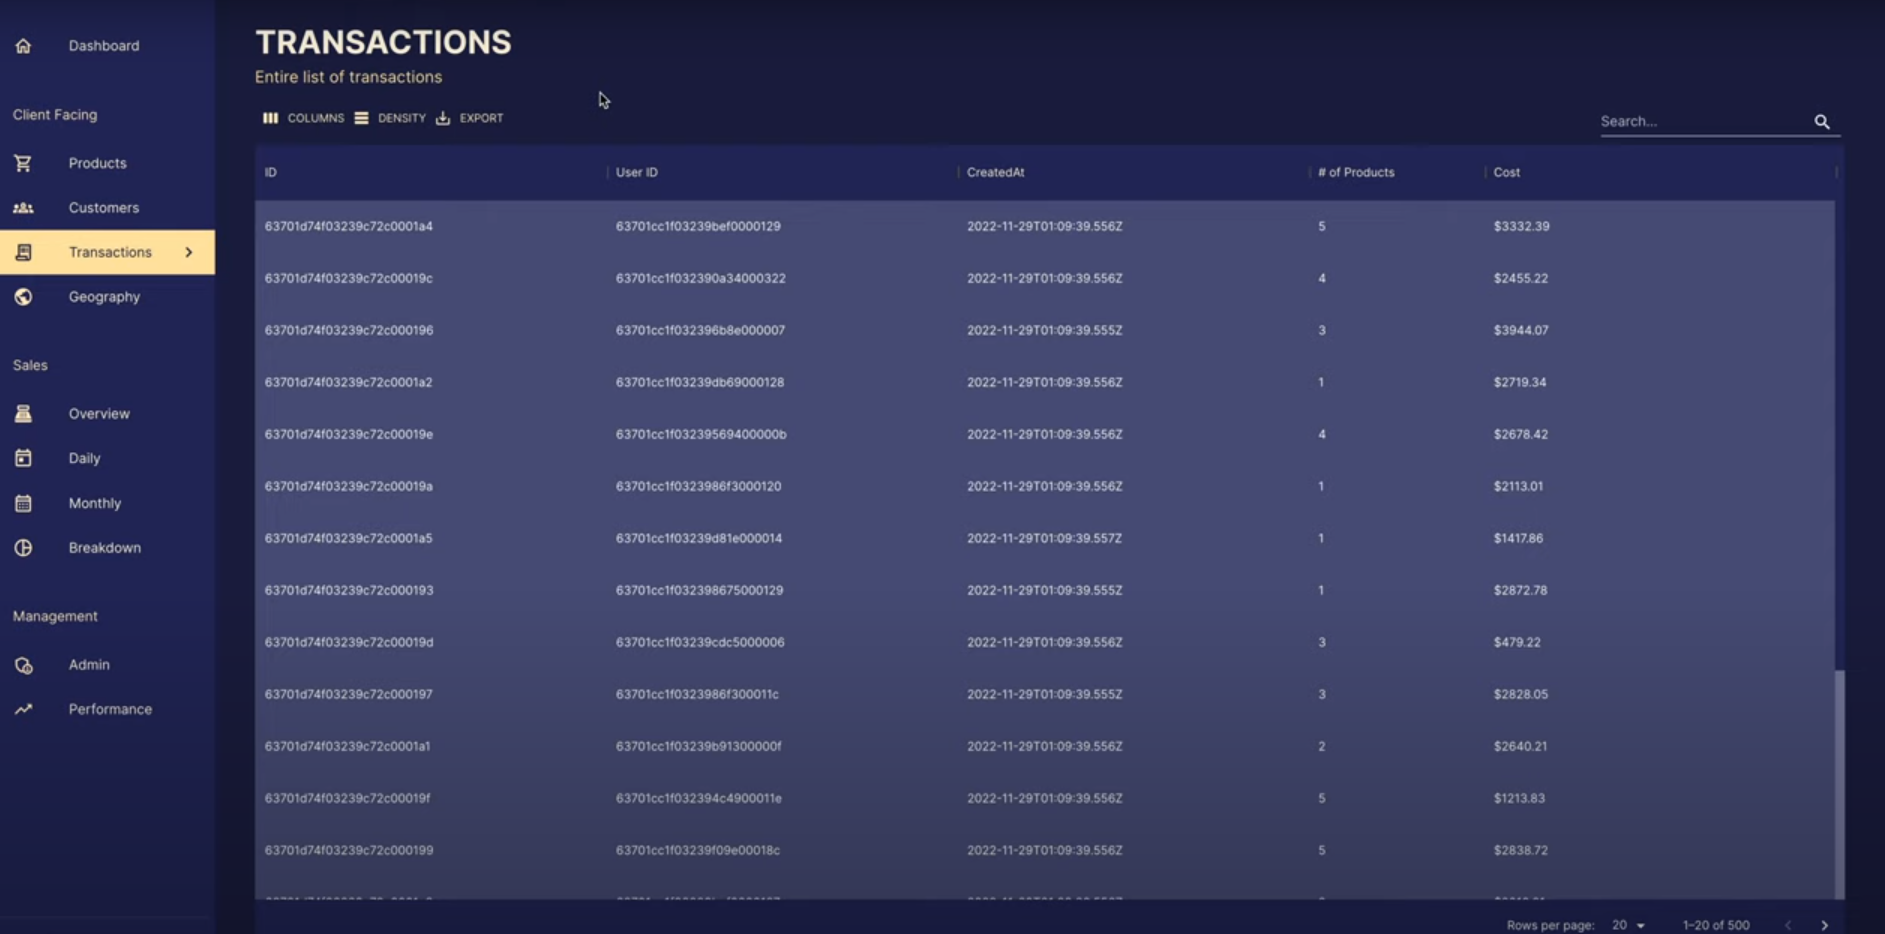 Dashboard
Client Facing
Products
Customers
Transactions
Geography
Sales
Overview
Daily
Monthly
Breakdown
Management
Admin
Performance
TRANSACTIONS
Entire list of transactions
COLUMNS DENSITY EXPORT
Search...
ID User ID CreatedAt # of Products Cost
63701d74f03239c72c0001a4 63701cc1f03239bef0000129 2022-11-29T01:09:39.556Z 5 $3332.39
63701d74f03239c72c00019c 63701cc1f032390a34000322 2022-11-29T01:09:39.556Z 4 $2455.22
63701d74f03239c72c000196 63701cc1f032396b8e000007 2022-11-29T01:09:39.555Z 3 $3944.07
63701d74f03239c72c0001a2 63701cc1f03239db69000128 2022-11-29T01:09:39.556Z 1 $2719.34
63701d74f03239c72c00019e 63701cc1f03239569400000b 2022-11-29T01:09:39.556Z 4 $2678.42
63701d74f03239c72c00019a 63701cc1f0323986f3000120 2022-11-29T01:09:39.556Z 1 $2113.01
63701d74f03239c72c0001a5 63701cc1f03239d81e000014 2022-11-29T01:09:39.557Z 1 $1417.86
63701d74f03239c72c000193 63701cc1f032398675000129 2022-11-29T01:09:39.555Z 1 $2872.78
63701d74f03239c72c00019d 63701cc1f03239cdc5000006 2022-11-29T01:09:39.556Z 3 $479.22
63701d74f03239c72c000197 63701cc1f0323986f300011c 2022-11-29T01:09:39.555Z 3 $2828.05
63701d74f03239c72c0001a1 63701cc1f03239b91300000f 2022-11-29T01:09:39.556Z 2 $2640.21
63701d74f03239c72c00019f 63701cc1f032394c4900011e 2022-11-29T01:09:39.556Z 5 $1213.83
63701d74f03239c72c000199 63701cc1f03239f09e00018c 2022-11-29T01:09:39.556Z 5 $2838.72
Rows per page: 20 1–20 of 500